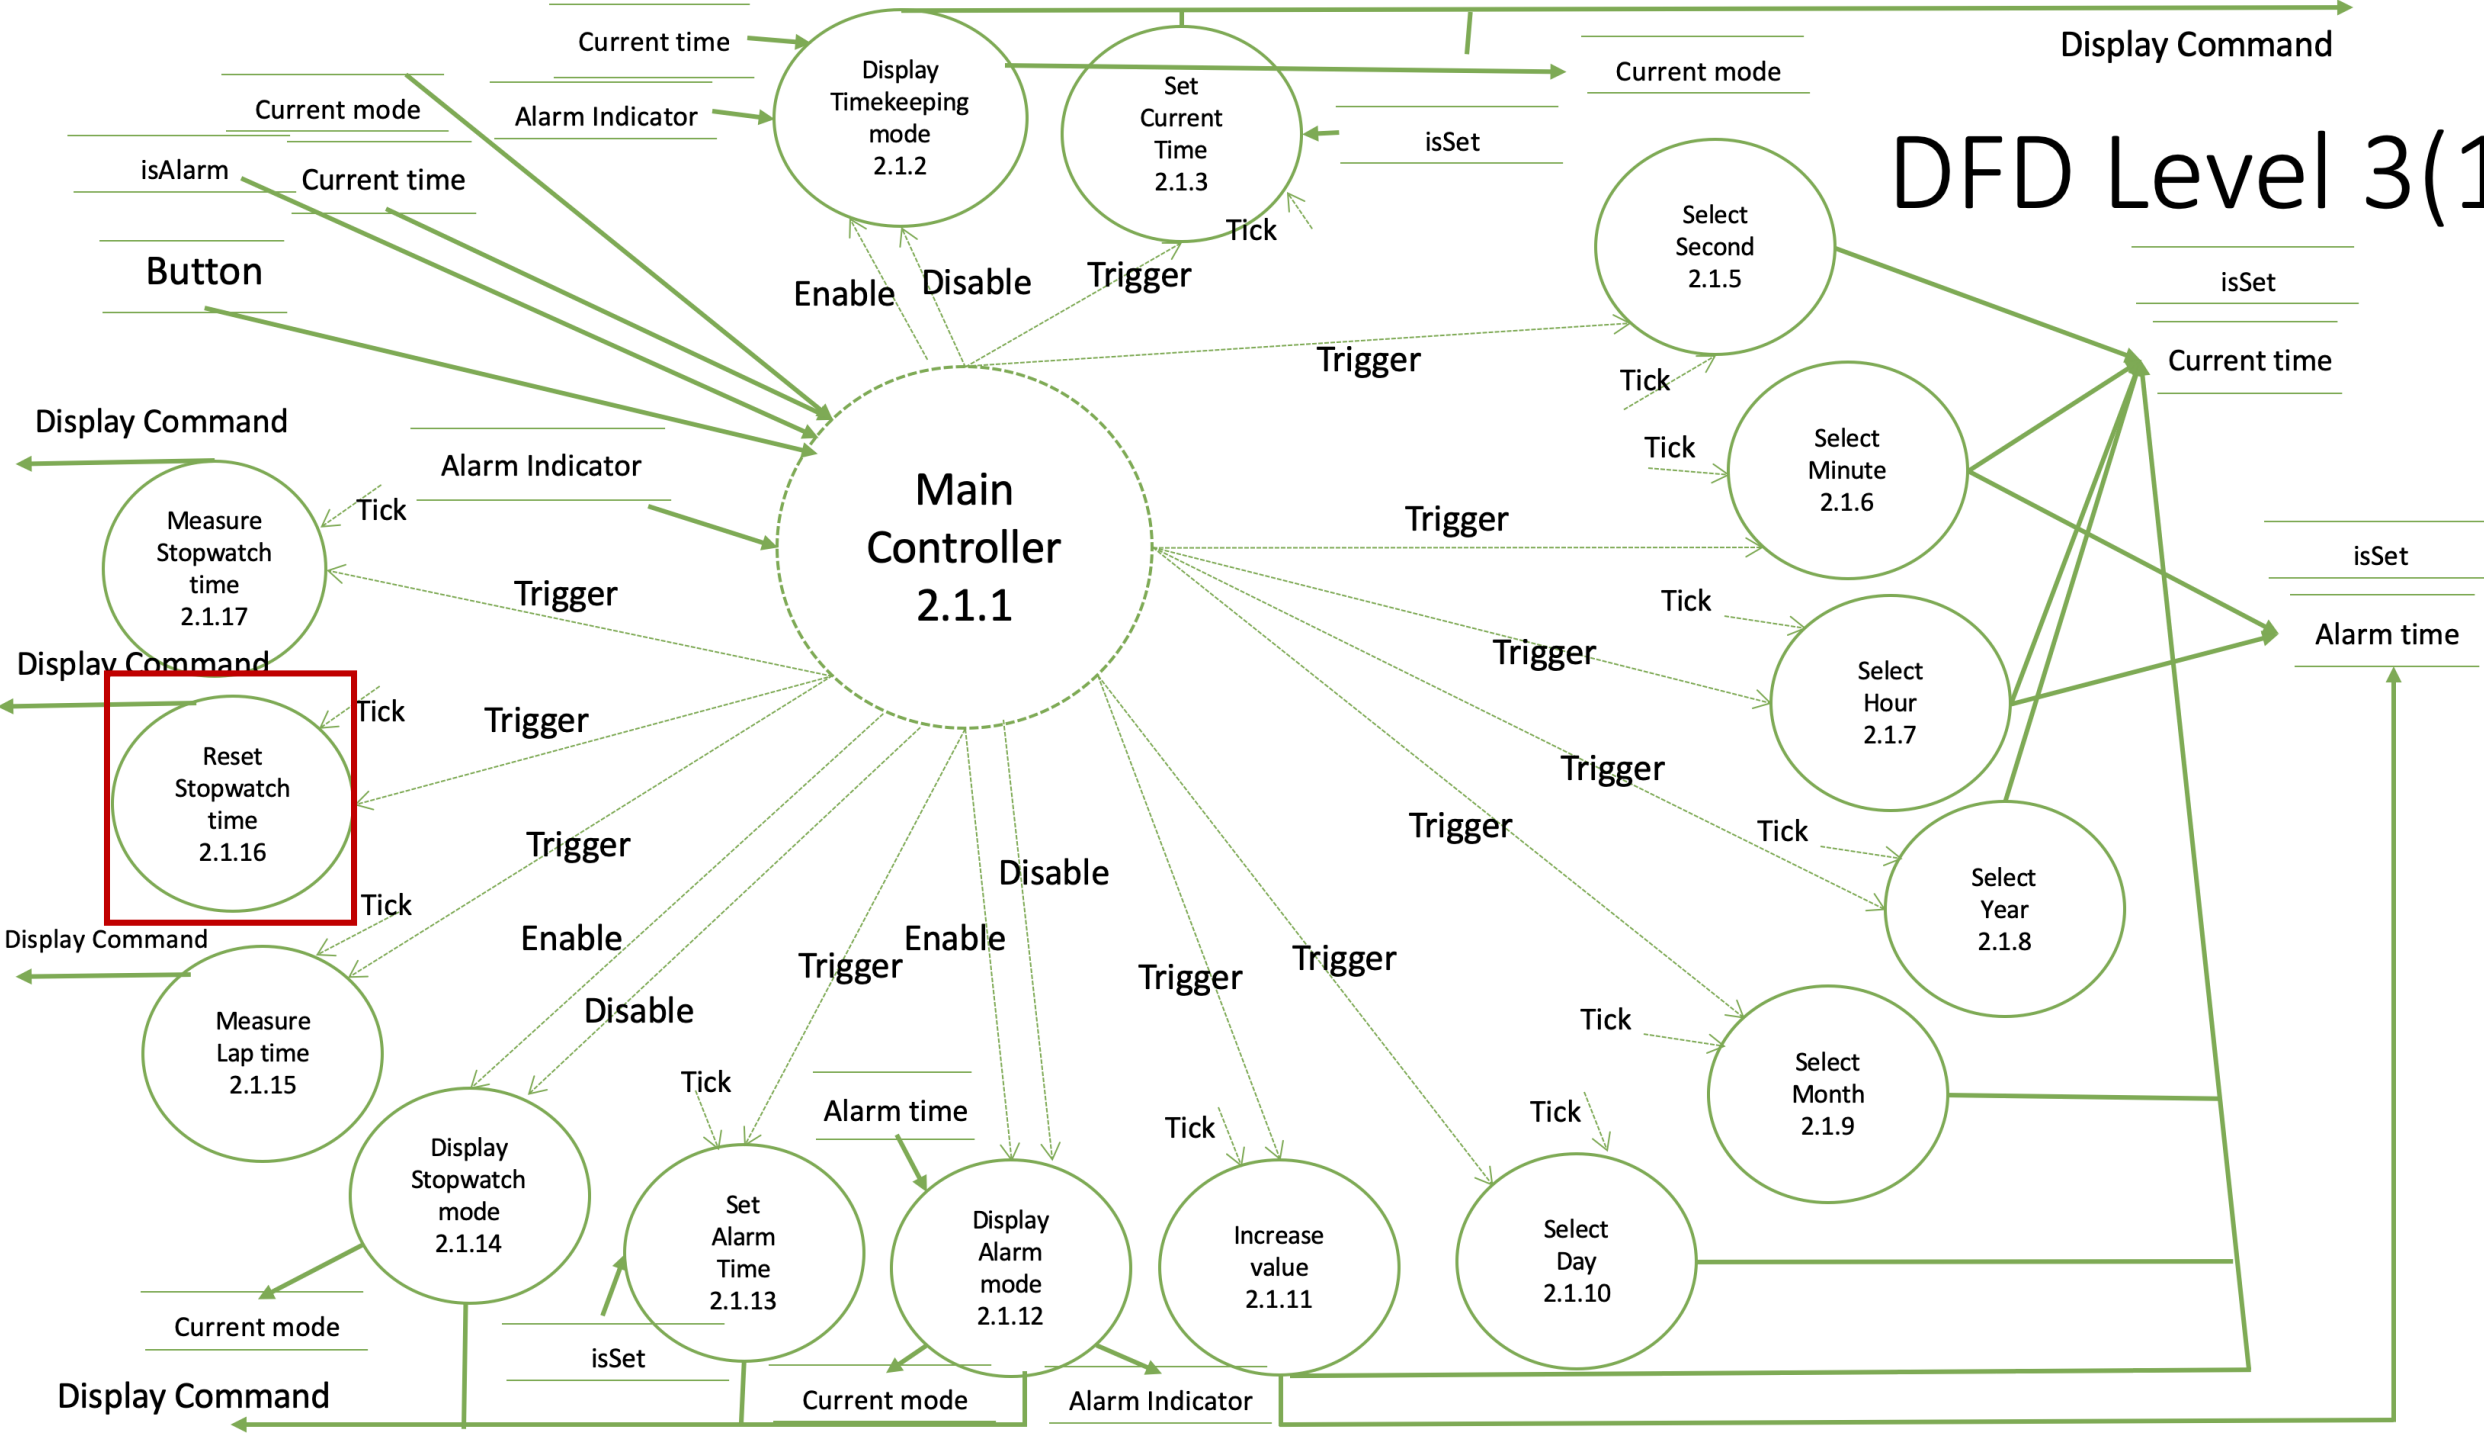 Current time
Display Command
Display
Timekeeping
mode
2.1.2
Set
Current
Time
2.1.3
Current mode
Current mode
Alarm Indicator
isSet
DFD Level 3(1
isAlarm
Current time
Select
Second
2.1.5
Tick
Button
Enable
Disable
Trigger
isSet
Trigger
Current time
Tick
Display Command
Alarm Indicator
Tick
Select
Minute
2.1.6
Main
Controller
2.1.1
Tick
Measure
Stopwatch
time
2.1.17
Trigger
isSet
Trigger
Tick
Alarm time
Trigger
Display Command
Select
Hour
2.1.7
Tick
Trigger
Reset
Stopwatch
time
2.1.16
Trigger
Trigger
Tick
Trigger
Disable
Select
Year
2.1.8
Tick
Display Command
Enable
Enable
Trigger
Trigger
Trigger
Disable
Tick
Measure
Lap time
2.1.15
Select
Month
2.1.9
Tick
Alarm time
Tick
Tick
Display
Stopwatch
mode
2.1.14
Set
Alarm
Time
2.1.13
Display
Alarm
mode
2.1.12
Increase
value
2.1.11
Select
Day
2.1.10
Current mode
isSet
Display Command
Current mode
Alarm Indicator